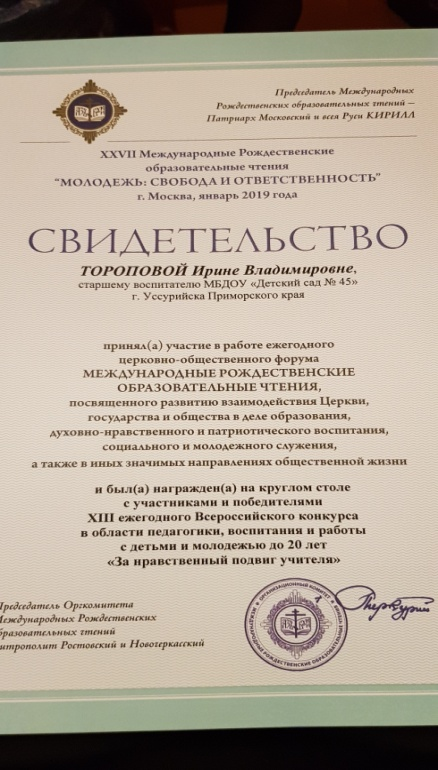 Председатель Международных
Рождественских образовательных чтений —
Патриарх Московский и всея Руси КИРИЛЛ
XXVII Международные Рождественские
образовательные чтения
"МОЛОДЕЖЬ: СВОБОДА И ОТВЕТСТВЕННОСТЬ"
г. Москва, январь 2019 года
СВИДЕТЕЛЬСТВО
ТОРОПОВОЙ Ирине Владимировне,
старшему воспитателю МБДОУ «Детский сад № 45»
г. Уссурийска Приморского края
принял(а) участие в работе ежегодного
церковно-общественного форума
МЕЖДУНАРОДНЫЕ РОЖДЕСТВЕНСКИЕ
ОБРАЗОВАТЕЛЬНЫЕ ЧТЕНИЯ,
посвященного развитию взаимодействия Церкви,
государства и общества в деле образования,
духовно-нравственного и патриотического воспитания,
социального и молодежного служения,
а также в иных значимых направлениях общественной жизни
и был(а) награжден(а) на круглом столе
с участниками и победителями
XIII ежегодного Всероссийского конкурса
в области педагогики, воспитания и работы
с детьми и молодежью до 20 лет
«За нравственный подвиг учителя»
Председатель Оргкомитета
Международных Рождественских
образовательных чтений
митрополит Ростовский и Новочеркасский